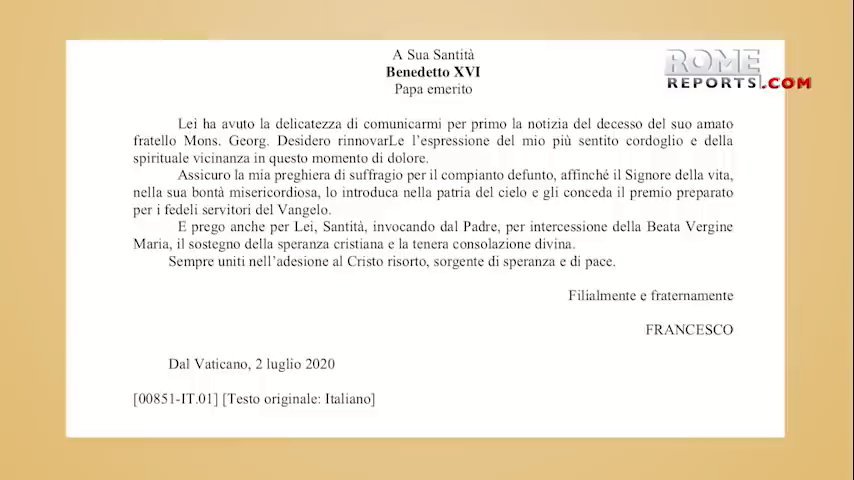 A Sua Santità
Benedetto XVI
Papa emerito
ROME
REPORTS.COM
Lei ha avuto la delicatezza di comunicarmi per primo la notizia del decesso del suo amato
fratello Mons. Georg. Desidero rinnovarLe l’espressione del mio più sentito cordoglio e della
spirituale vicinanza in questo momento di dolore.
Assicuro la mia preghiera di suffragio per il compianto defunto, affinché il Signore della vita,
nella sua bontà misericordiosa, lo introduca nella patria del cielo e gli conceda il premio preparato
per i fedeli servitori del Vangelo.
E prego anche per Lei, Santità, invocando dal Padre, per intercessione della Beata Vergine
Maria, il sostegno della speranza cristiana e la tenera consolazione divina.
Sempre uniti nell’adesione al Cristo risorto, sorgente di speranza e di pace.
Filialmente e fraternamente
FRANCESCO
Dal Vaticano, 2 luglio 2020
[00851-IT.01] [Testo originale: Italiano]